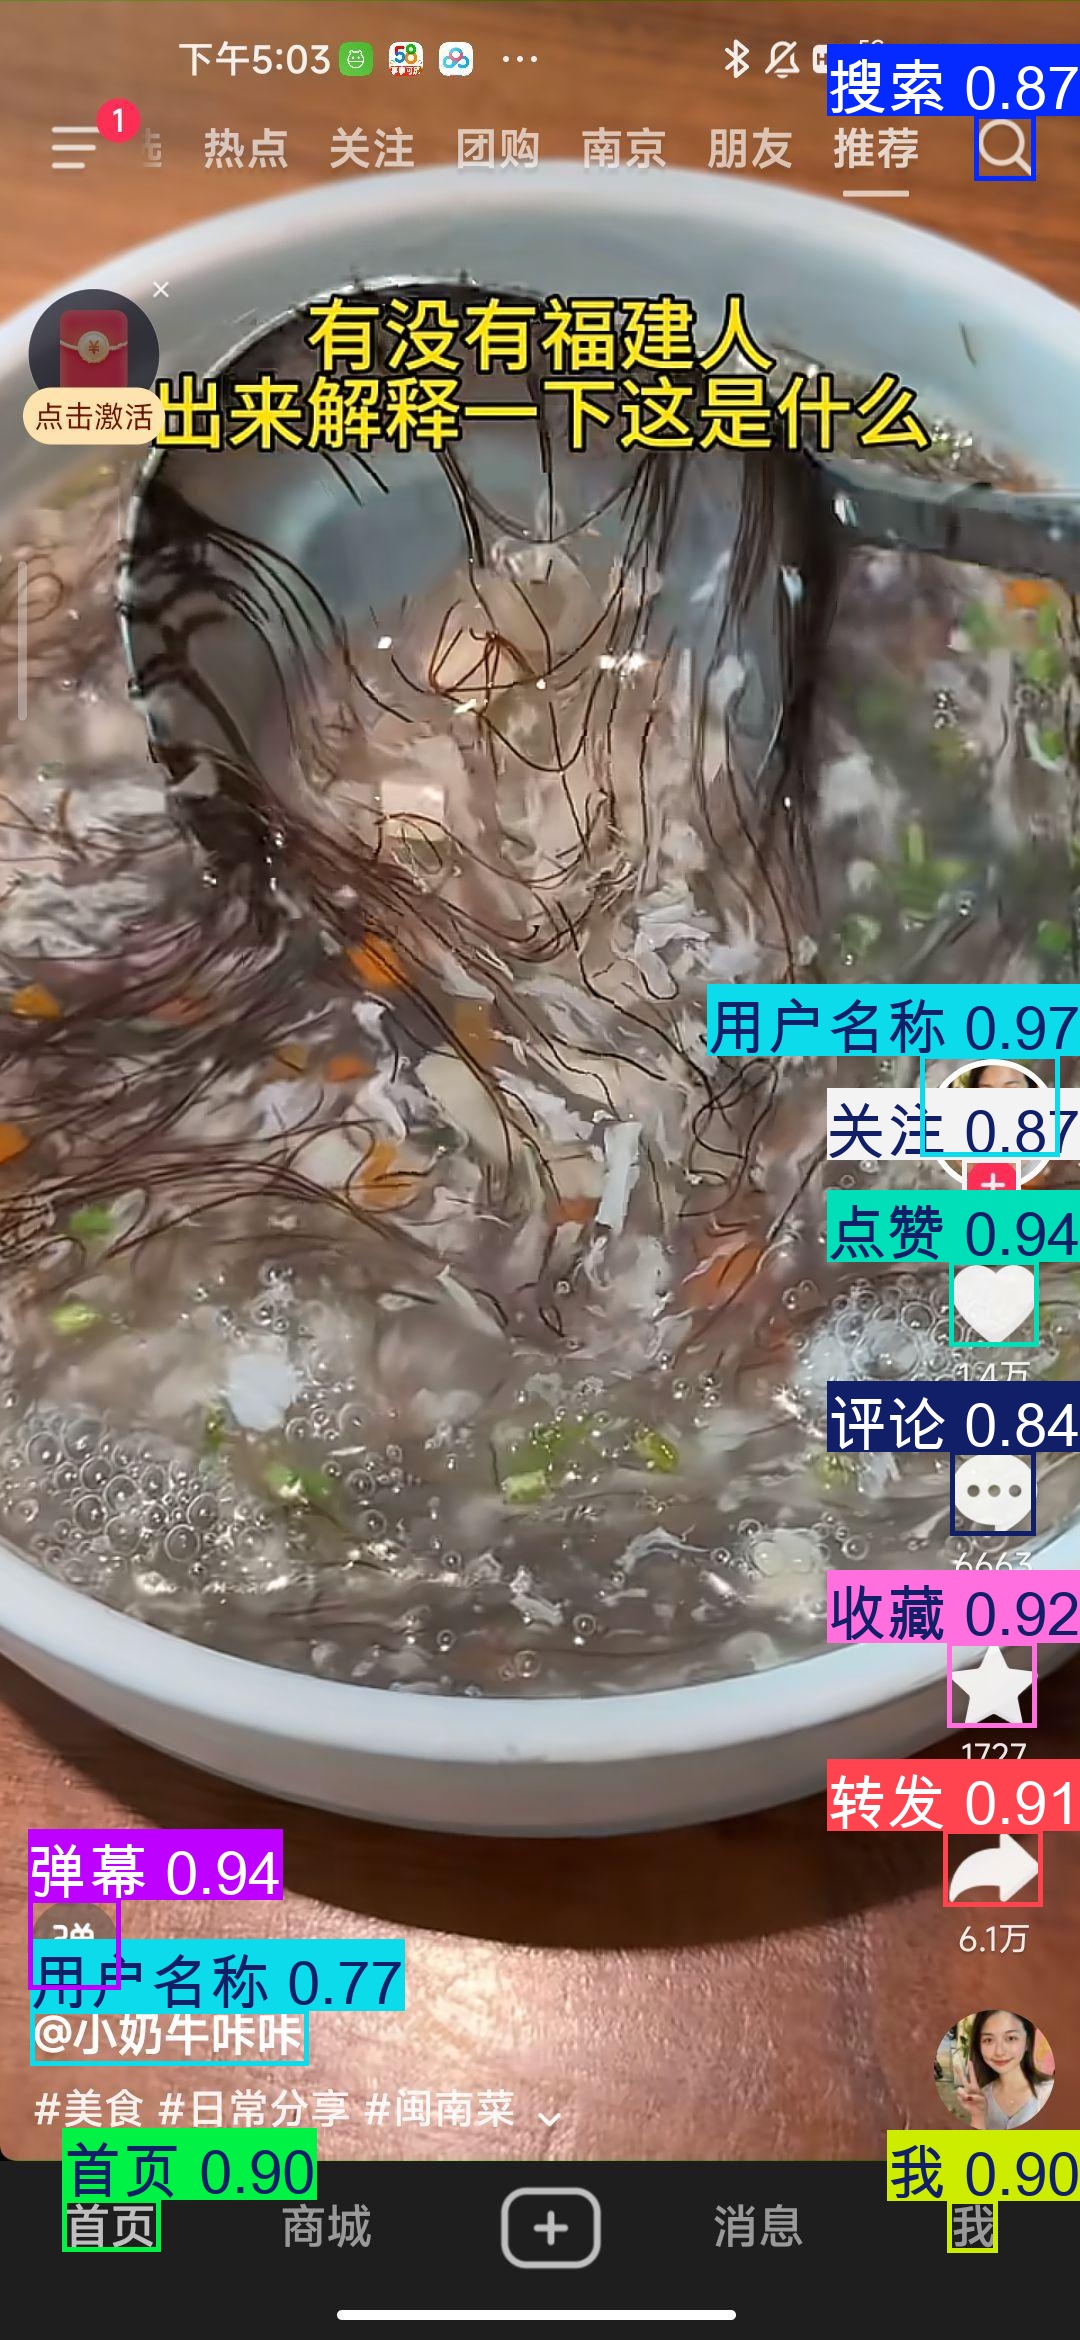 下午5:03
搜索 0.87
1
热点 关注 团购 南京 朋友 推荐
有没有福建人
点击激活
出来解释一下这是什么
用户名称 0.97
关注 0.87
点赞 0.94
1.4万
评论 0.84
6663
收藏 0.92
1727
转发 0.91
6.1万
弹幕 0.94
用户名称 0.77
@小奶牛咔咔
#美食 #日常分享 #闽南菜
首页 0.90
我 0.90
首页 商城 消息 我